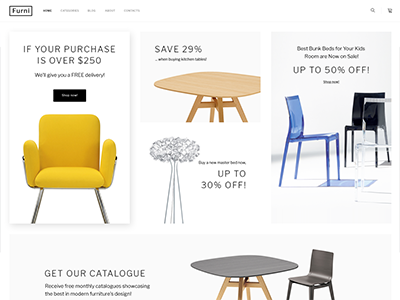 Furni
HOME
CATEGORIES
BLOG
ABOUT
CONTACTS
IF YOUR PURCHASE
IS OVER $250
We'll give you a FREE delivery!
Shop now!
SAVE 29%
... when buying kitchen tables!
Best Bunk Beds for Your Kids
Room are Now on Sale!
UP TO 50% OFF!
Shop now!
Buy a new master bed now,
UP TO
30% OFF!
GET OUR CATALOGUE
Receive free monthly catalogues showcasing
the best in modern furniture's design!